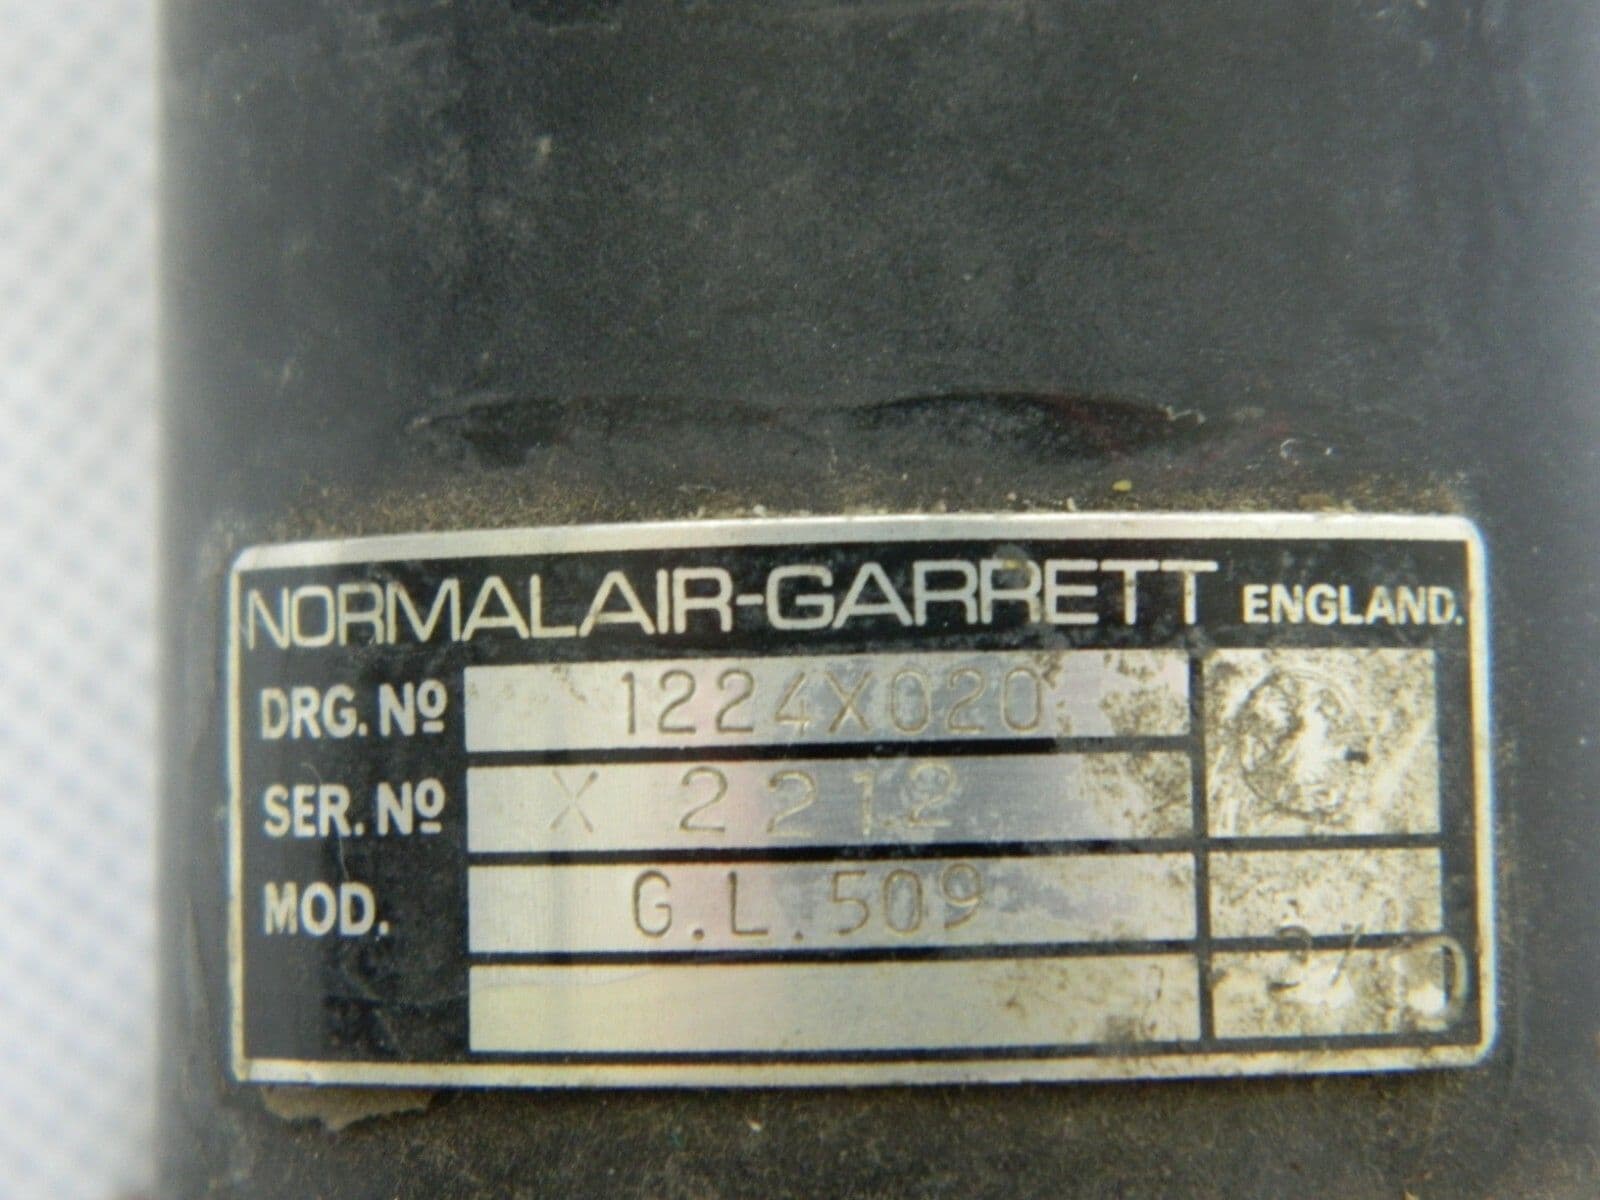 NORMALAIR-GARRETT ENGLAND.
DRG. Nº 1224X020
SER. Nº X 2212
MOD. G.L.509